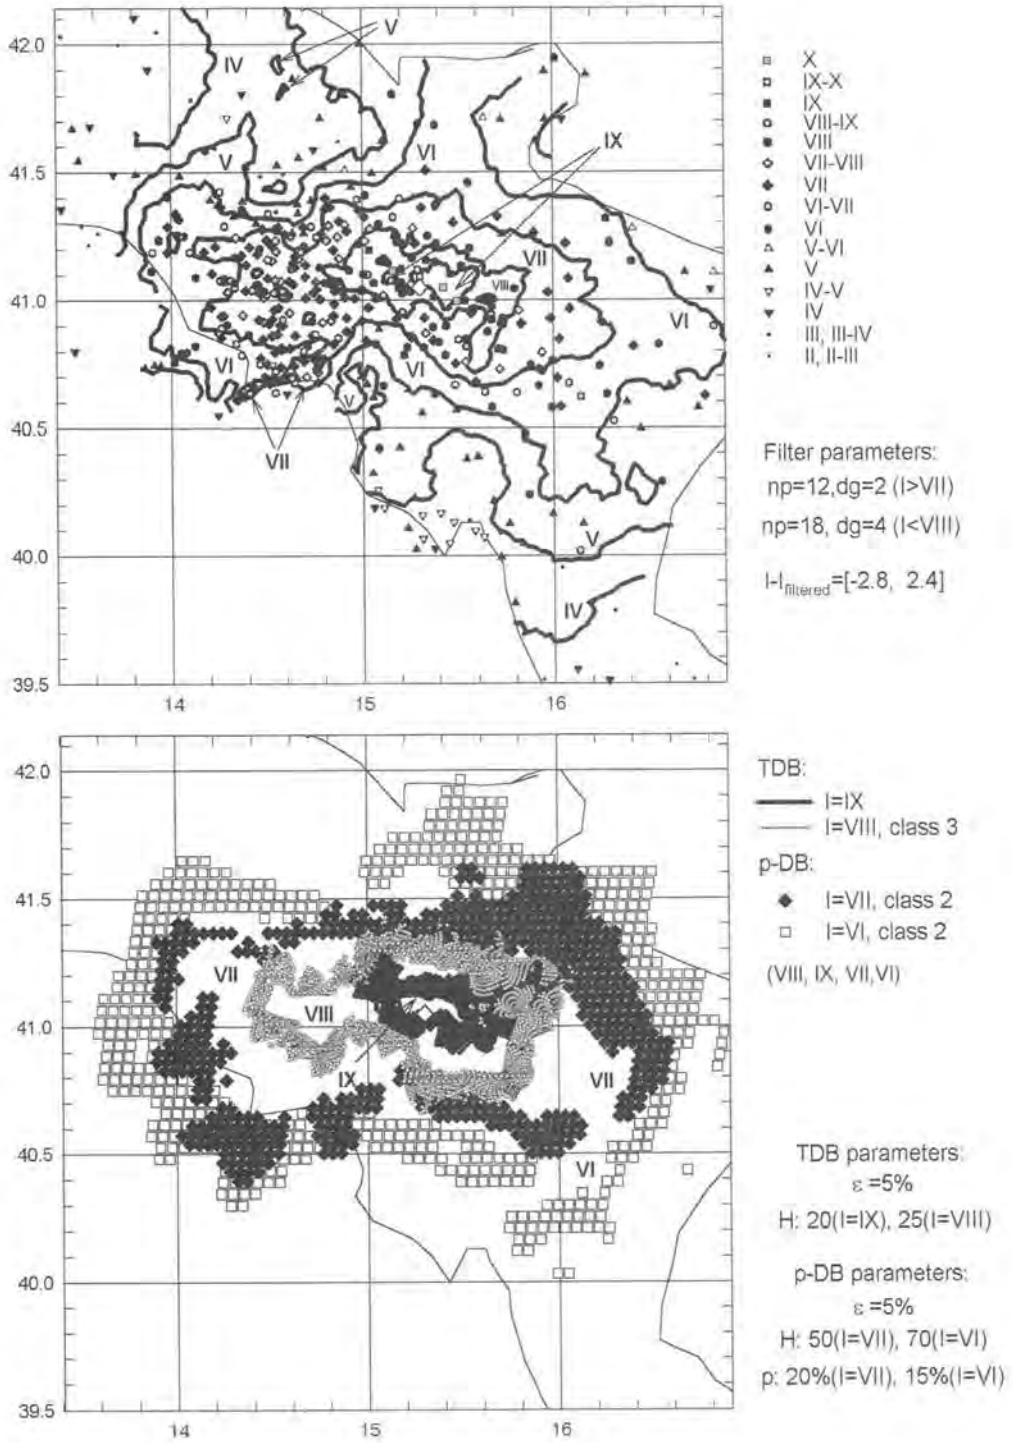 42.0
41.5
41.0
40.5
40.0
39.5
14
15
16
IV
V
V
VI
IX
VII
VIII
VI
VI
VI
V
VII
V
IV
X
IX-X
IX
VIII-IX
VIII
VII-VIII
VII
VI-VII
VI
V-VI
V
IV-V
IV
III, III-IV
II, II-III
Filter parameters:
np=12,dg=2 (I>VII)
np=18, dg=4 (I<VIII)
I-Ifiltered=[-2.8, 2.4]
42.0
41.5
41.0
40.5
40.0
39.5
14
15
16
VII
VIII
IX
VII
VI
TDB:
I=IX
I=VIII, class 3
p-DB:
I=VII, class 2
I=VI, class 2
(VIII, IX, VII,VI)
TDB parameters:
ε =5%
H: 20(I=IX), 25(I=VIII)
p-DB parameters:
ε =5%
H: 50(I=VII), 70(I=VI)
p: 20%(I=VII), 15%(I=VI)